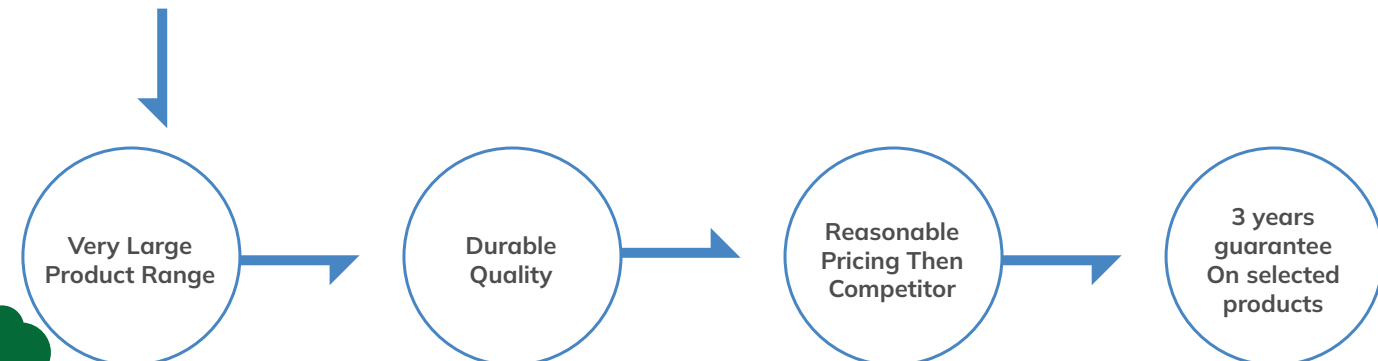 Very Large
Product Range
Durable
Quality
Reasonable
Pricing Then
Competitor
3 years
guarantee
On selected
products